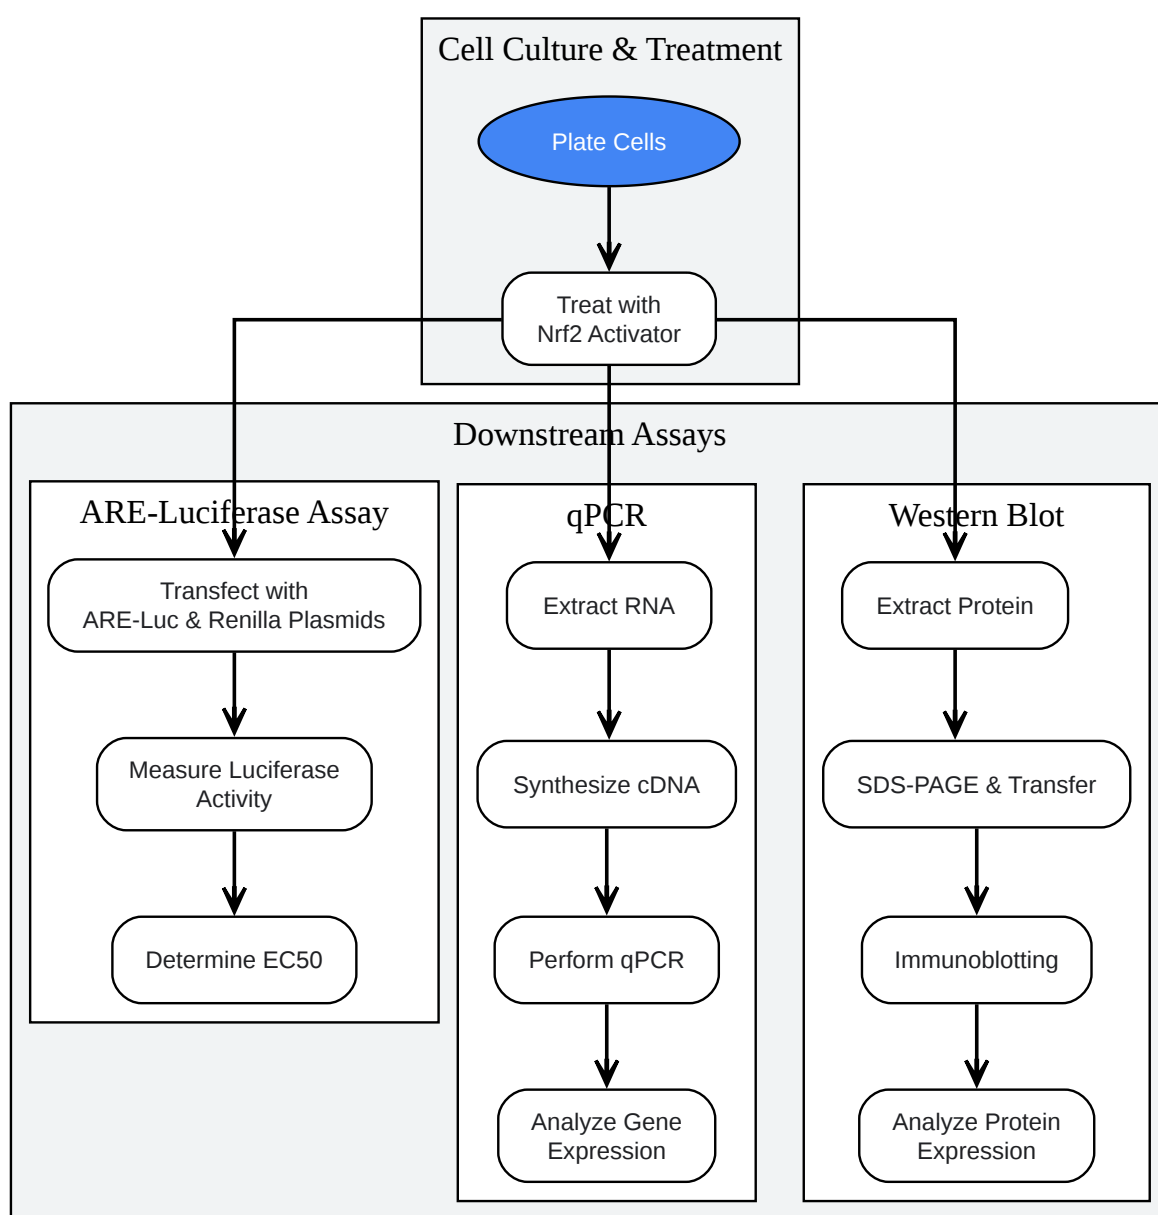 Cell Culture & Treatment
Plate Cells
Treat with
Nrf2 Activator
Downstream Assays
ARE-Luciferase Assay
Transfect with
ARE-Luc & Renilla Plasmids
Measure Luciferase
Activity
Determine EC50
qPCR
Extract RNA
Synthesize cDNA
Perform qPCR
Analyze Gene
Expression
Western Blot
Extract Protein
SDS-PAGE & Transfer
Immunoblotting
Analyze Protein
Expression